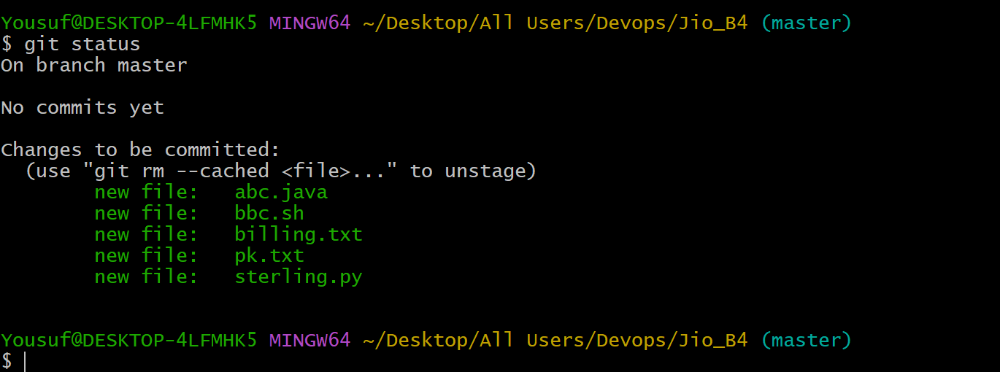 Yousuf@DESKTOP-4LFMHK5 MINGW64 ~/Desktop/All Users/Devops/Jio_B4 (master)
$ git status
On branch master
No commits yet
Changes to be committed:
(use "git rm --cached <file>..." to unstage)
new file: abc.java
new file: bbc.sh
new file: billing.txt
new file: pk.txt
new file: sterling.py
Yousuf@DESKTOP-4LFMHK5 MINGW64 ~/Desktop/All Users/Devops/Jio_B4 (master)
$